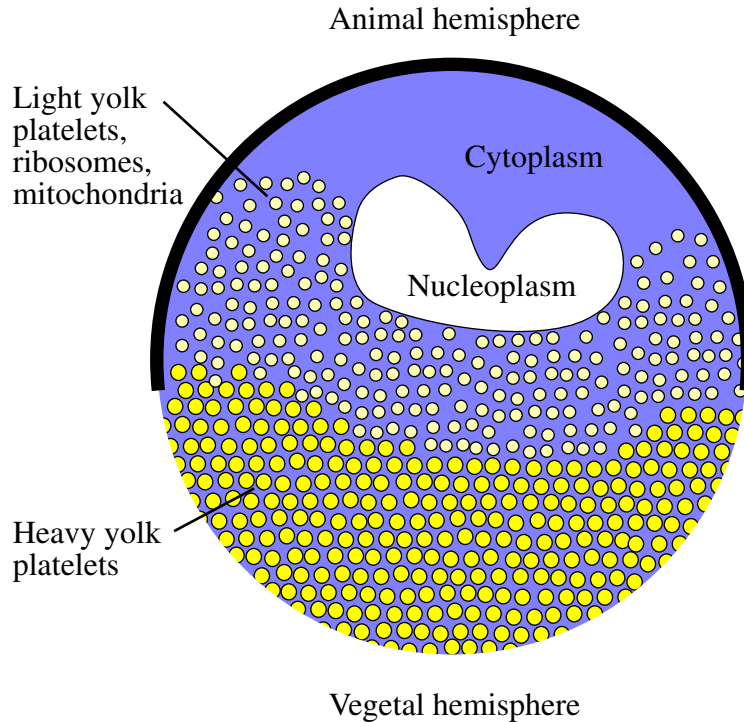 Animal hemisphere
Light yolk
platelets,
ribosomes,
mitochondria
Cytoplasm
Nucleoplasm
Heavy yolk
platelets
Vegetal hemisphere